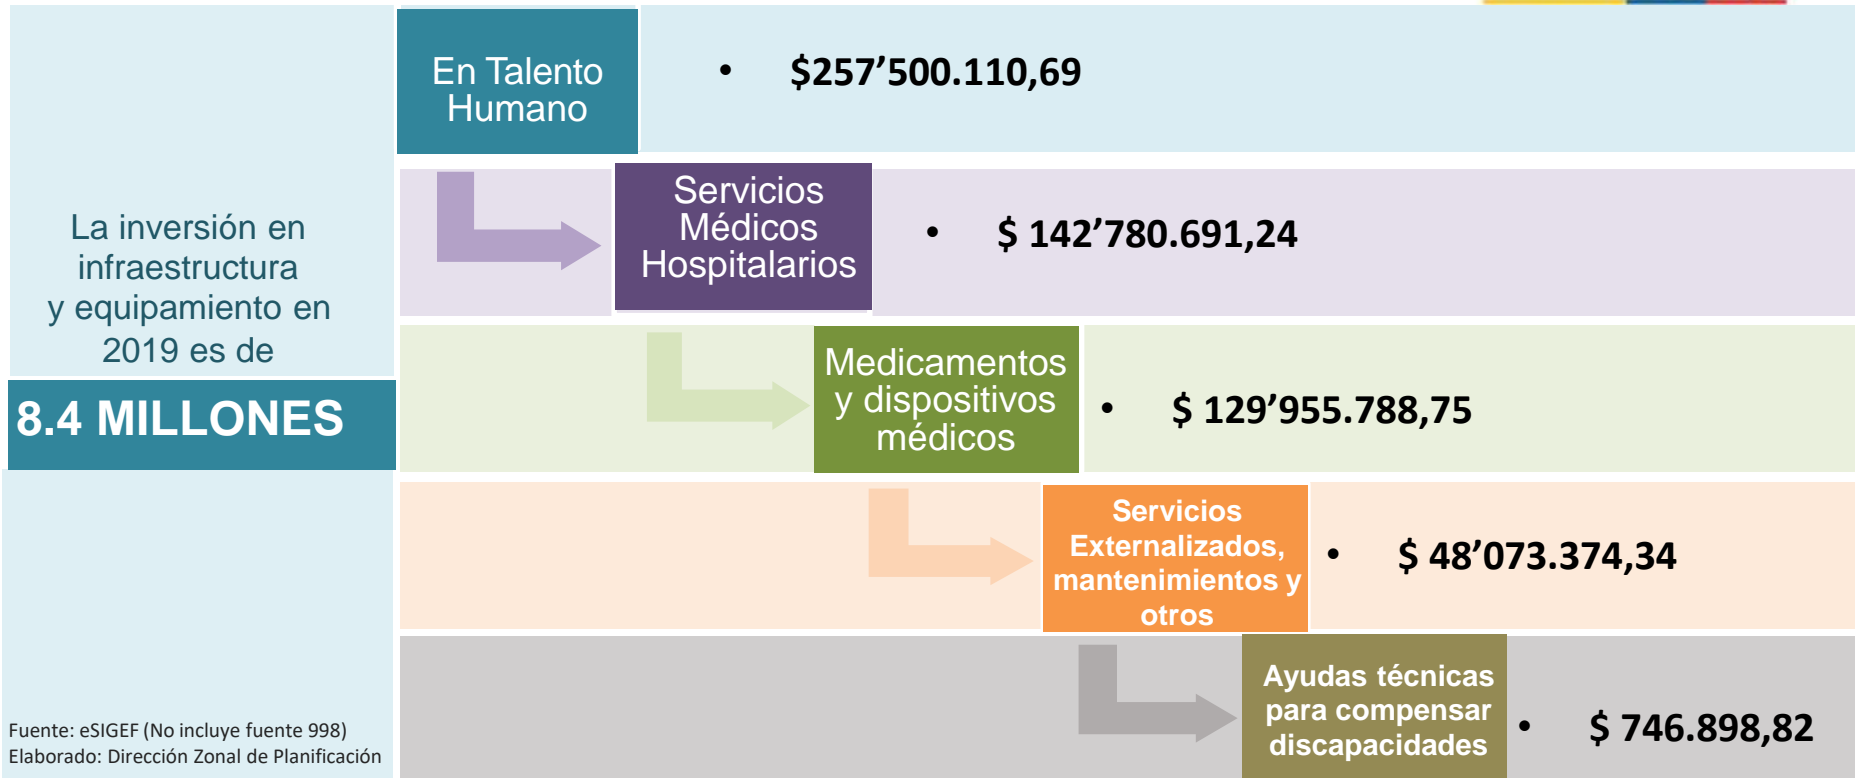 La inversión en
infraestructura
y equipamiento en
2019 es de
8.4 MILLONES
En Talento
Humano
• $257’500.110,69
Servicios
Médicos
Hospitalarios
• $ 142’780.691,24
Medicamentos
y dispositivos
médicos
• $ 129’955.788,75
Servicios
Externalizados,
mantenimientos y
otros
• $ 48’073.374,34
Ayudas técnicas
para compensar
discapacidades
• $ 746.898,82
Fuente: eSIGEF (No incluye fuente 998)
Elaborado: Dirección Zonal de Planificación